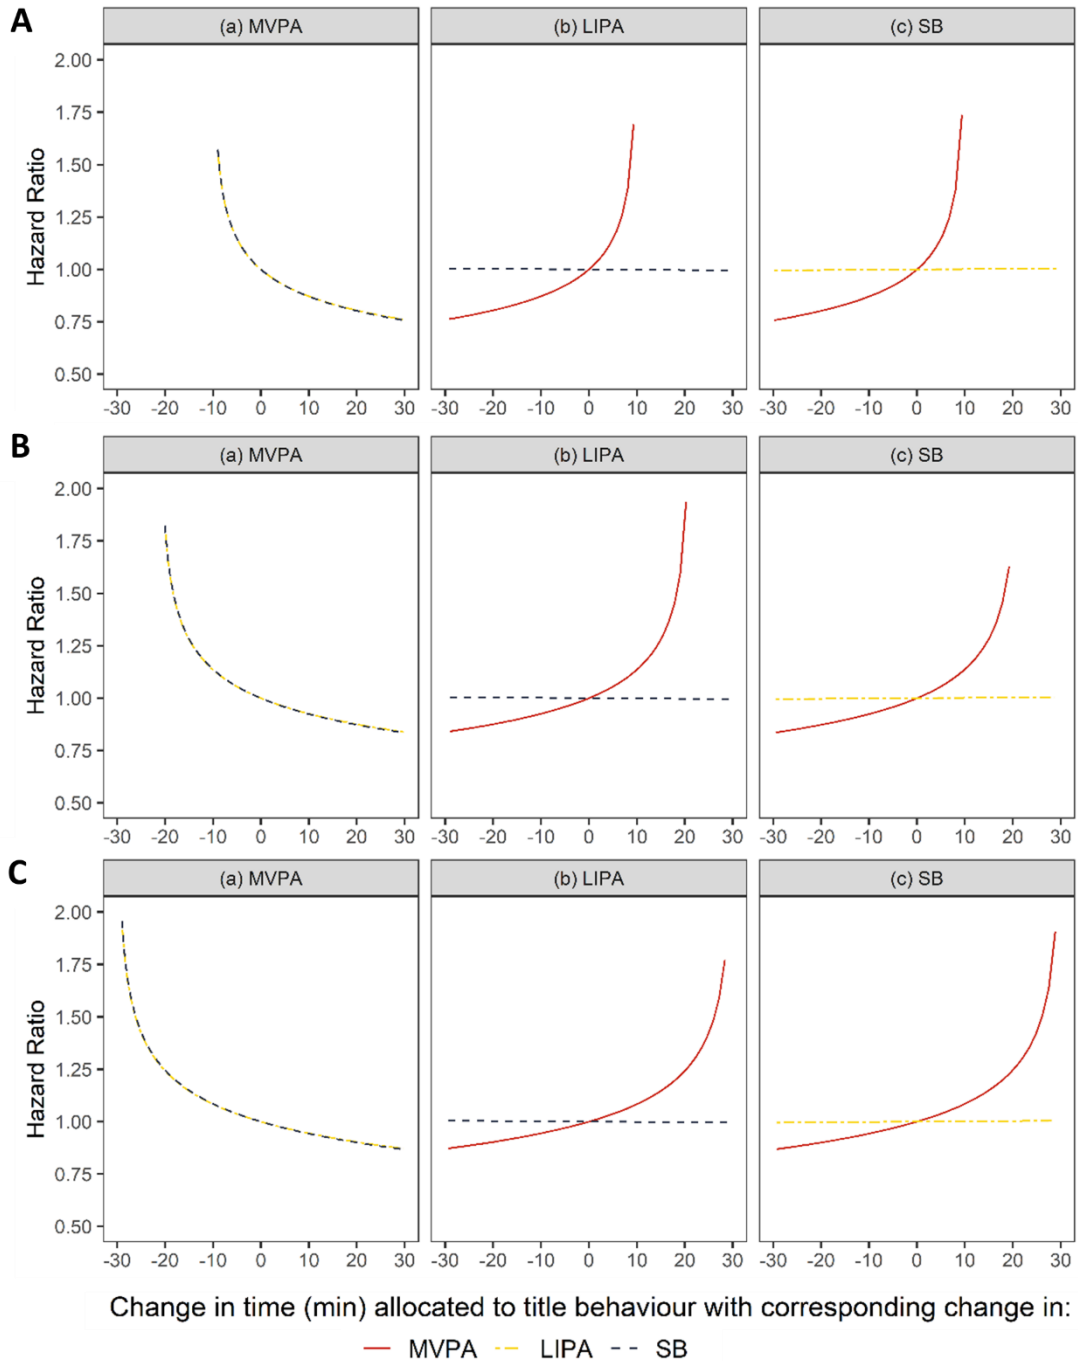 A
(a) MVPA
(b) LIPA
(c) SB
Hazard Ratio
2.00
1.75
1.50
1.25
1.00
0.75
0.50
-30 -20 -10 0 10 20 30
-30 -20 -10 0 10 20 30
-30 -20 -10 0 10 20 30
B
(a) MVPA
(b) LIPA
(c) SB
Hazard Ratio
2.00
1.75
1.50
1.25
1.00
0.75
0.50
-30 -20 -10 0 10 20 30
-30 -20 -10 0 10 20 30
-30 -20 -10 0 10 20 30
C
(a) MVPA
(b) LIPA
(c) SB
Hazard Ratio
2.00
1.75
1.50
1.25
1.00
0.75
0.50
-30 -20 -10 0 10 20 30
-30 -20 -10 0 10 20 30
-30 -20 -10 0 10 20 30
Change in time (min) allocated to title behaviour with corresponding change in:
MVPA LIPA SB